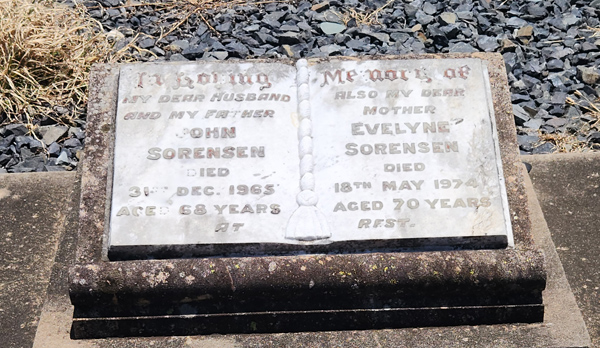 In Loving Memory of
MY DEAR HUSBAND
AND MY FATHER
JOHN
SORENSEN
DIED
31ST DEC. 1965
AGED 68 YEARS
AT
ALSO MY DEAR
MOTHER
EVELYNE
SORENSEN
DIED
18TH MAY 1974
AGED 70 YEARS
REST.